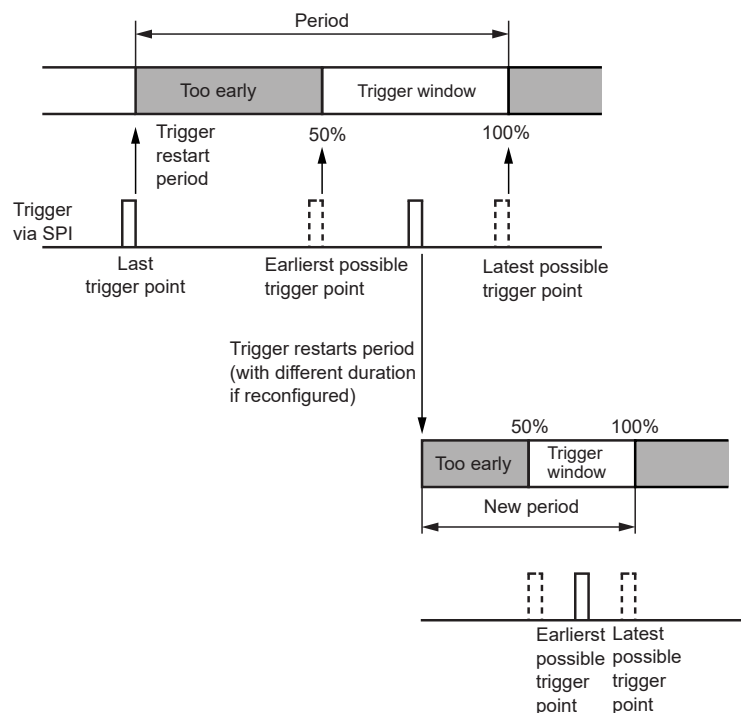 Period
Too early
Trigger window
Trigger
restart
period
50%
100%
Trigger
via SPI
Last
trigger point
Earlierst possible
trigger point
Latest possible
trigger point
Trigger restarts period
(with different duration
if reconfigured)
50%
100%
Too early
Trigger
window
New period
Earlierst
possible
trigger
point
Latest
possible
trigger
point